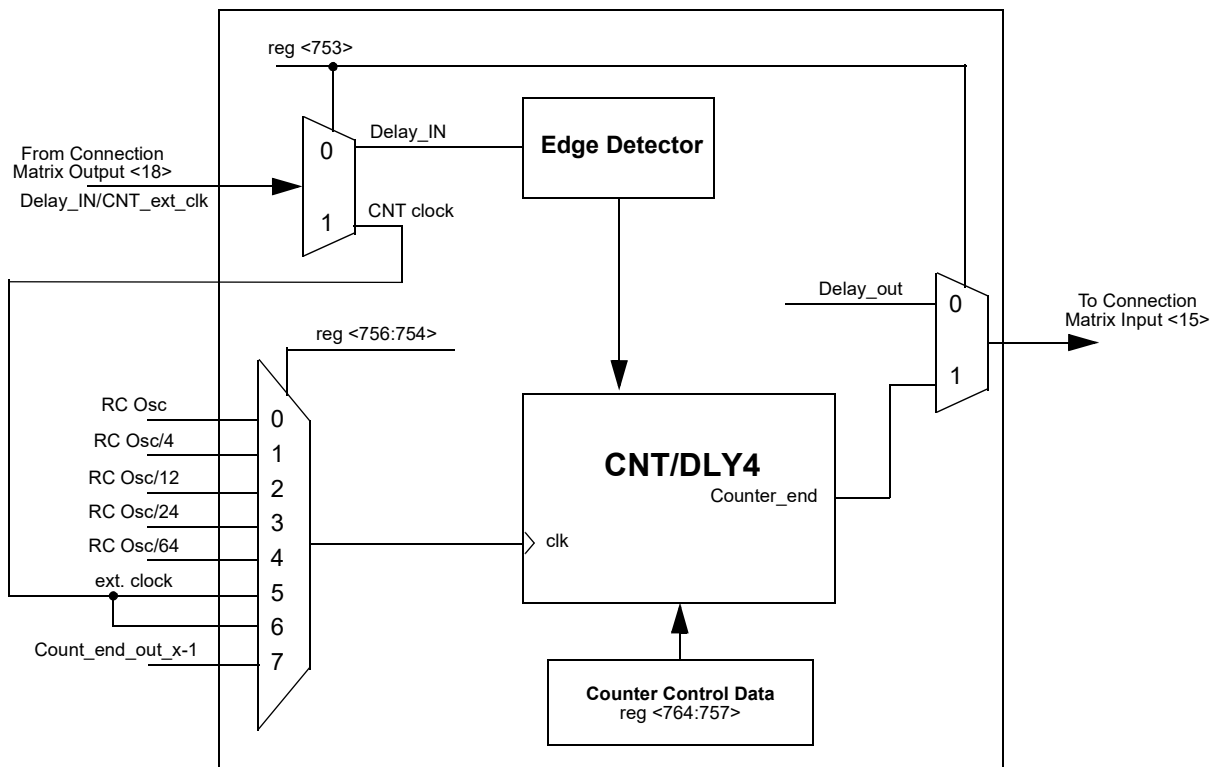 reg <753>
From Connection
Matrix Output <18>
Delay_IN/CNT_ext_clk
0
1
Delay_IN
CNT clock
Edge Detector
Delay_out
0
1
To Connection
Matrix Input <15>
reg <756:754>
RC Osc
RC Osc/4
RC Osc/12
RC Osc/24
RC Osc/64
ext. clock
Count_end_out_x-1
0
1
2
3
4
5
6
7
CNT/DLY4
Counter_end
clk
Counter Control Data
reg <764:757>